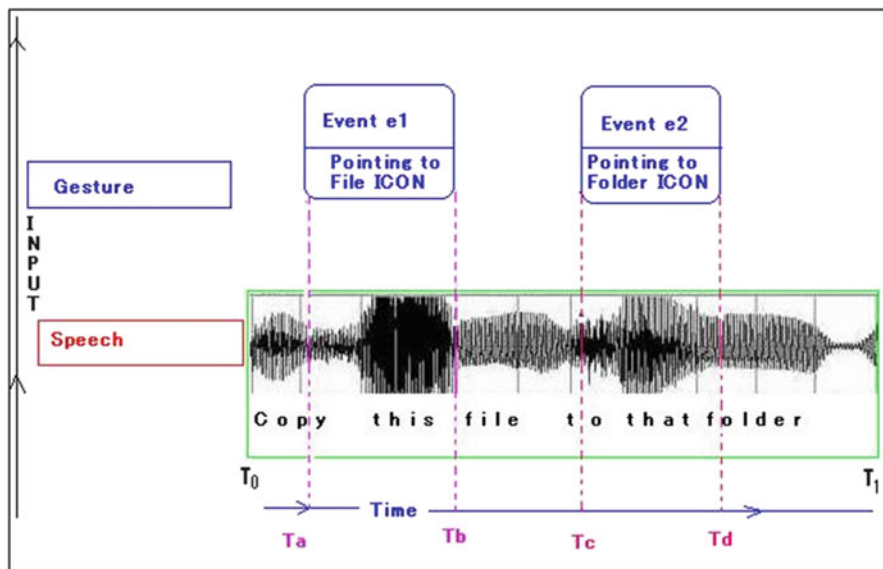 Event e1
Pointing to
File ICON
Event e2
Pointing to
Folder ICON
Gesture
INPUT
Speech
Copy this file to that folder
T0
T1
Time
Ta
Tb
Tc
Td